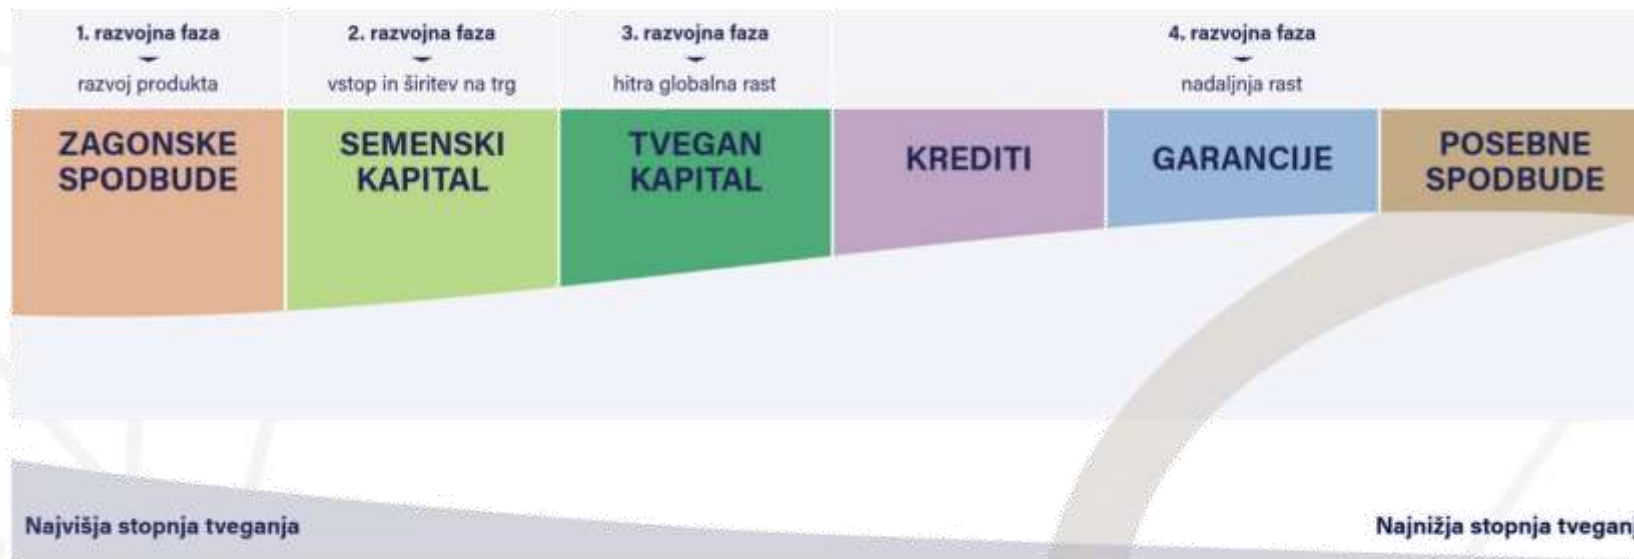 1. razvojna faza
razvoj produkta
2. razvojna faza
vstop in širitev na trg
3. razvojna faza
hitra globalna rast
4. razvojna faza
nadaljnja rast
ZAGONSKE
SPODBUDE
SEMENSKI
KAPITAL
TVEGAN
KAPITAL
KREDITI
GARANCIJE
POSEBNE
SPODBUDE
Najvišja stopnja tveganja
Najnižja stopnja tveganj